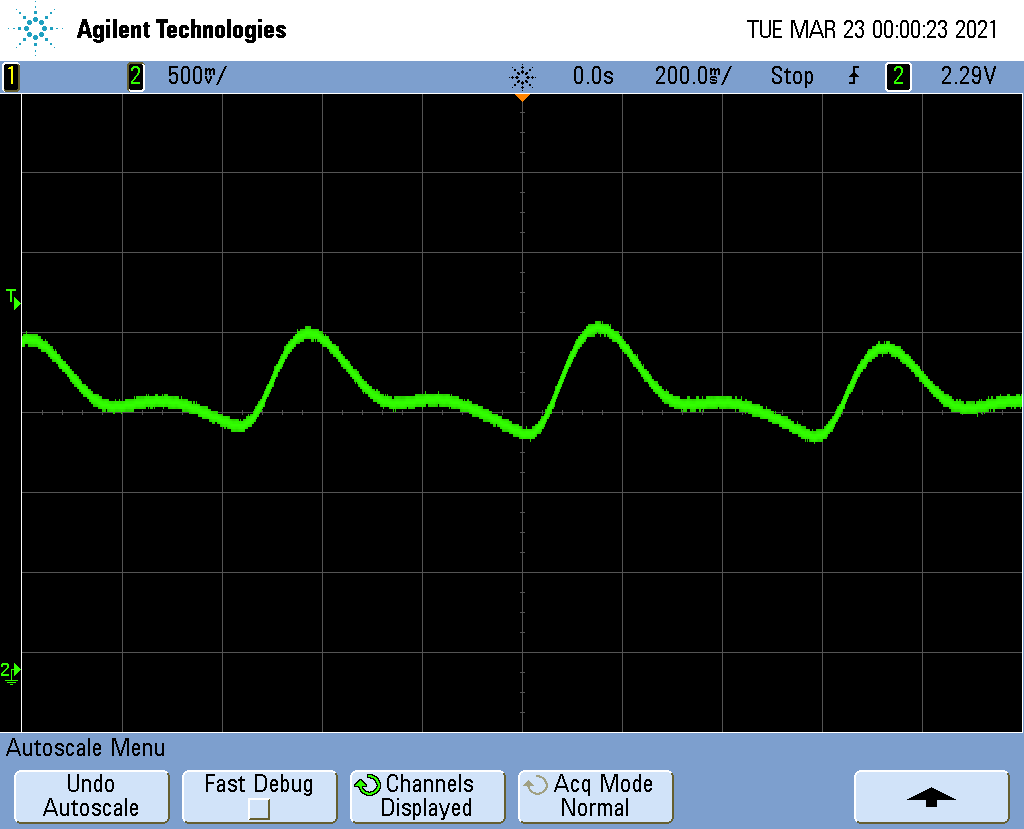 Agilent Technologies
TUE MAR 23 00:00:23 2021
1 2 500mV/ 0.0s 200.0ms/ Stop 2 2.29V
T
2
Autoscale Menu
Undo Autoscale
Fast Debug
Channels Displayed
Acq Mode Normal